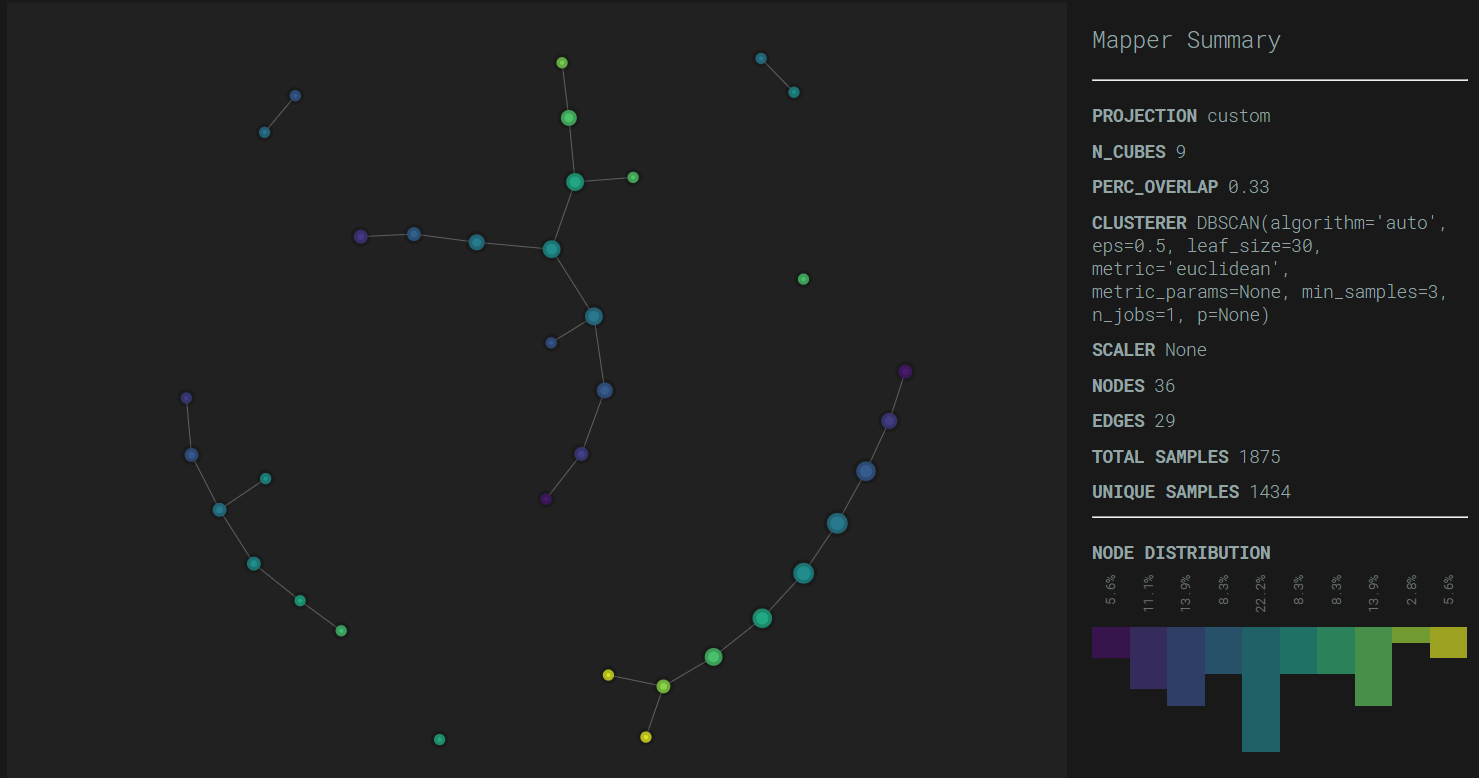 Mapper Summary
PROJECTION custom
N_CUBES 9
PERC_OVERLAP 0.33
CLUSTERER DBSCAN(algorithm='auto',
eps=0.5, leaf_size=30,
metric='euclidean',
metric_params=None, min_samples=3,
n_jobs=1, p=None)
SCALER None
NODES 36
EDGES 29
TOTAL SAMPLES 1875
UNIQUE SAMPLES 1434
NODE DISTRIBUTION
5.6%
11.1%
13.9%
8.3%
22.2%
8.3%
8.3%
13.9%
2.8%
5.6%